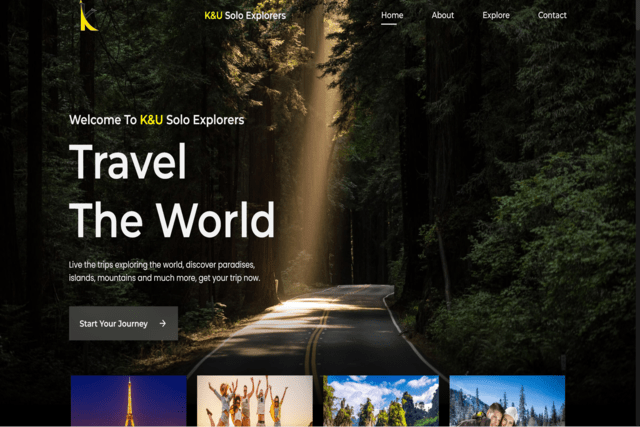 K&U Solo Explorers
Home
About
Explore
Contact
Welcome To K&U Solo Explorers
Travel
The World
Live the trips exploring the world, discover paradises,
islands, mountains and much more, get your trip now.
Start Your Journey